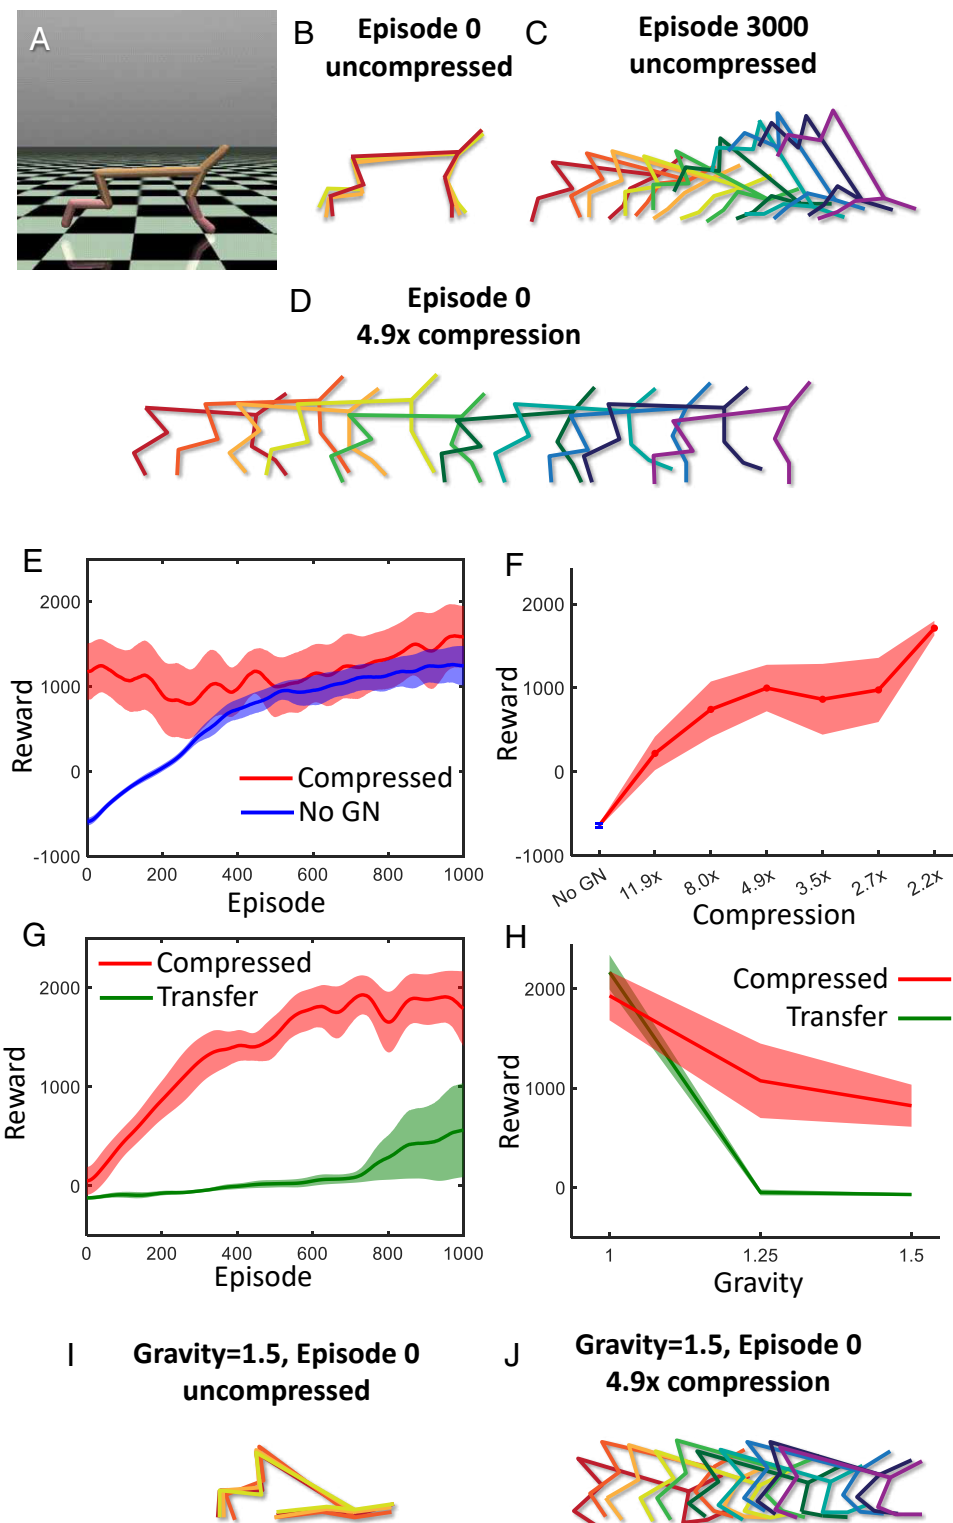 A
B
Episode 0
uncompressed
C
Episode 3000
uncompressed
D
Episode 0
4.9x compression
E
2000
1000
0
-1000
Reward
Compressed
No GN
0
200
400
600
800
1000
Episode
F
2000
1000
0
-1000
Reward
No GN
11.9x
8.0x
4.9x
3.5x
2.7x
2.2x
Compression
G
Compressed
Transfer
2000
1000
0
Reward
0
200
400
600
800
1000
Episode
H
Compressed
Transfer
2000
1000
0
Reward
1
1.25
1.5
Gravity
I
Gravity=1.5, Episode 0
uncompressed
J
Gravity=1.5, Episode 0
4.9x compression